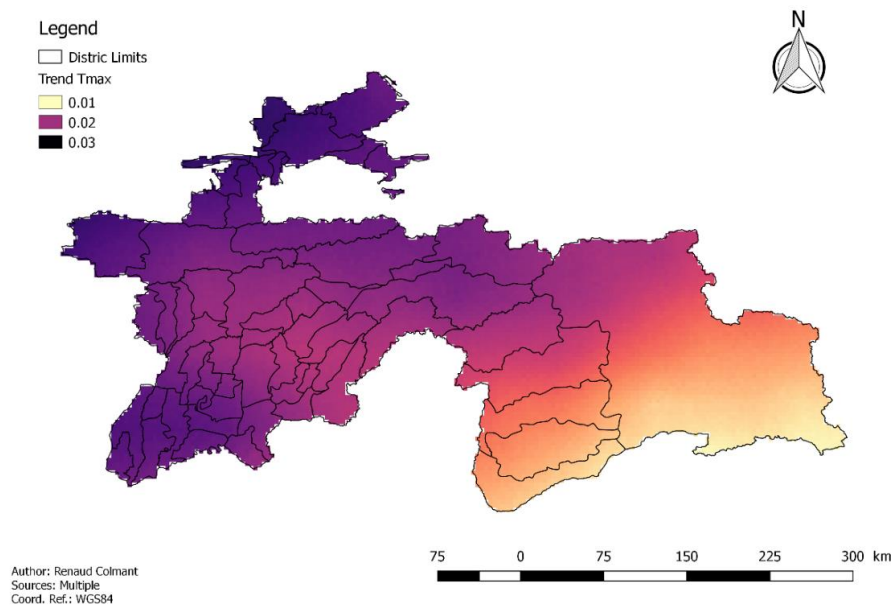 Legend
Distric Limits
Trend Tmax
0.01
0.02
0.03
N
75 0 75 150 225 300 km
Author: Renaud Colmant
Sources: Multiple
Coord. Ref.: WGS84